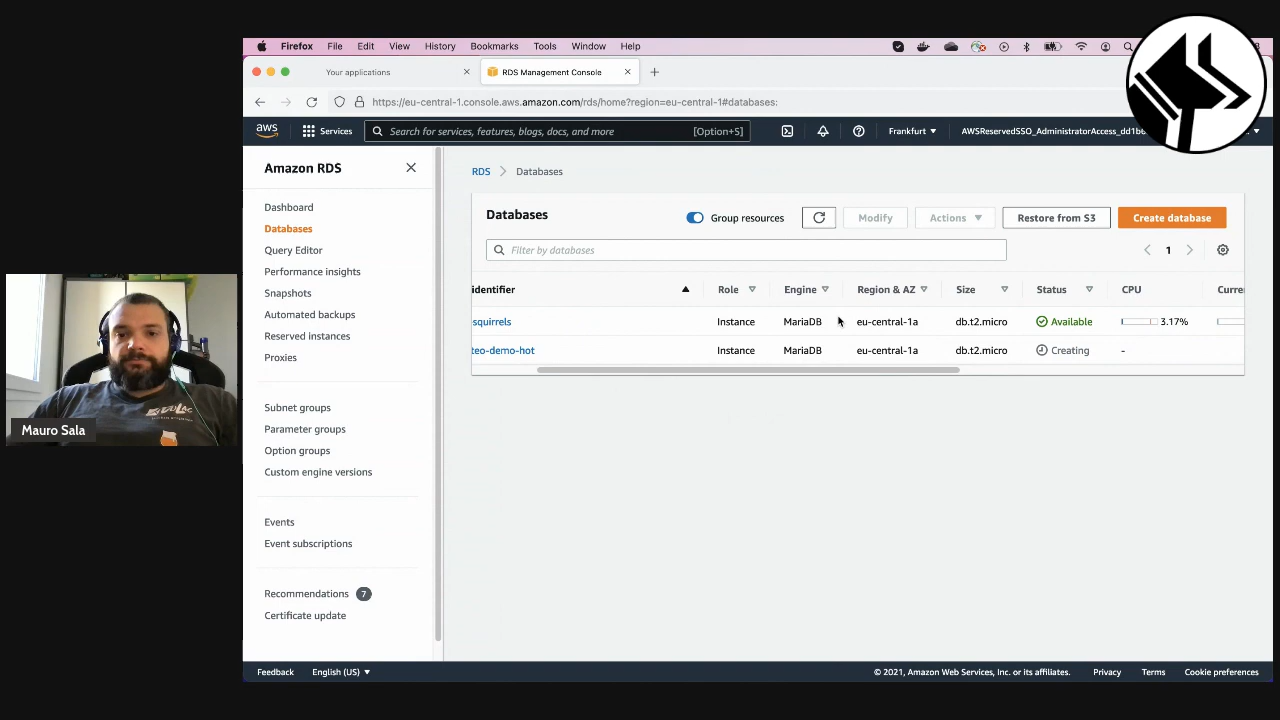 Firefox File Edit View History Bookmarks Tools Window Help
Your applications
RDS Management Console
https://eu-central-1.console.aws.amazon.com/rds/home?region=eu-central-1#databases:
aws
Services
Search for services, features, blogs, docs, and more [Option+S]
Frankfurt
AWSReservedSSO_AdministratorAccess_dd1b
Amazon RDS
Dashboard
Databases
Query Editor
Performance insights
Snapshots
Automated backups
Reserved instances
Proxies
Subnet groups
Parameter groups
Option groups
Custom engine versions
Events
Event subscriptions
Recommendations 7
Certificate update
RDS Databases
Databases
Group resources
Modify
Actions
Restore from S3
Create database
Filter by databases
1
identifier Role Engine Region & AZ Size Status CPU Curre
squirrels Instance MariaDB eu-central-1a db.t2.micro Available 3.17%
teo-demo-hot Instance MariaDB eu-central-1a db.t2.micro Creating -
Mauro Sala
Feedback English (US)
© 2021, Amazon Web Services, Inc. or its affiliates. Privacy Terms Cookie preferences